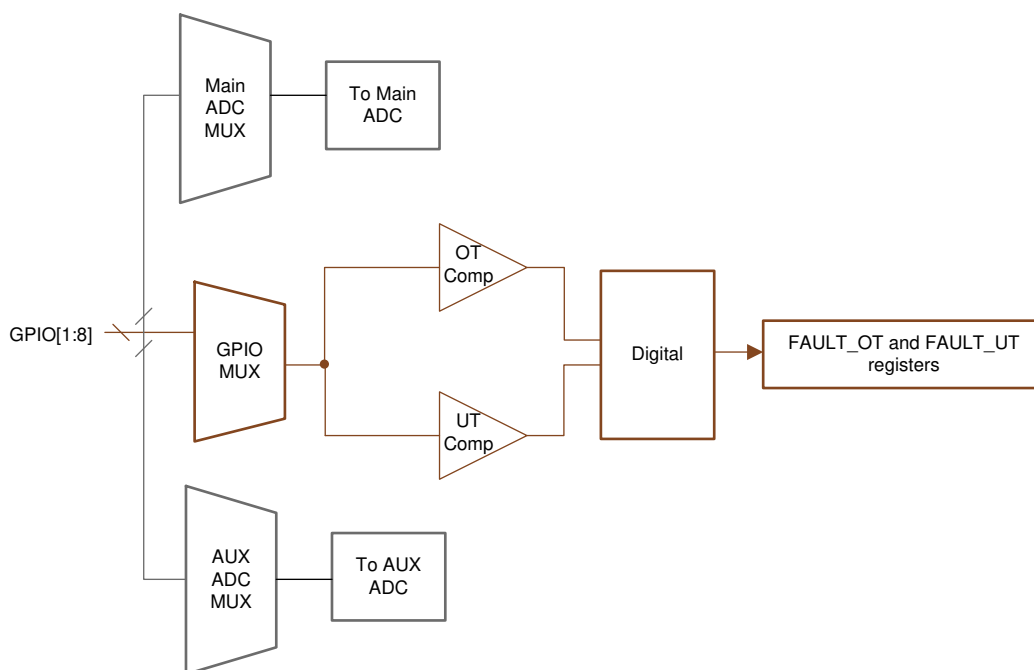 Main
ADC
MUX
To Main
ADC
OT
Comp
GPIO[1:8]
GPIO
MUX
Digital
FAULT_OT and FAULT_UT
registers
UT
Comp
AUX
ADC
MUX
To AUX
ADC